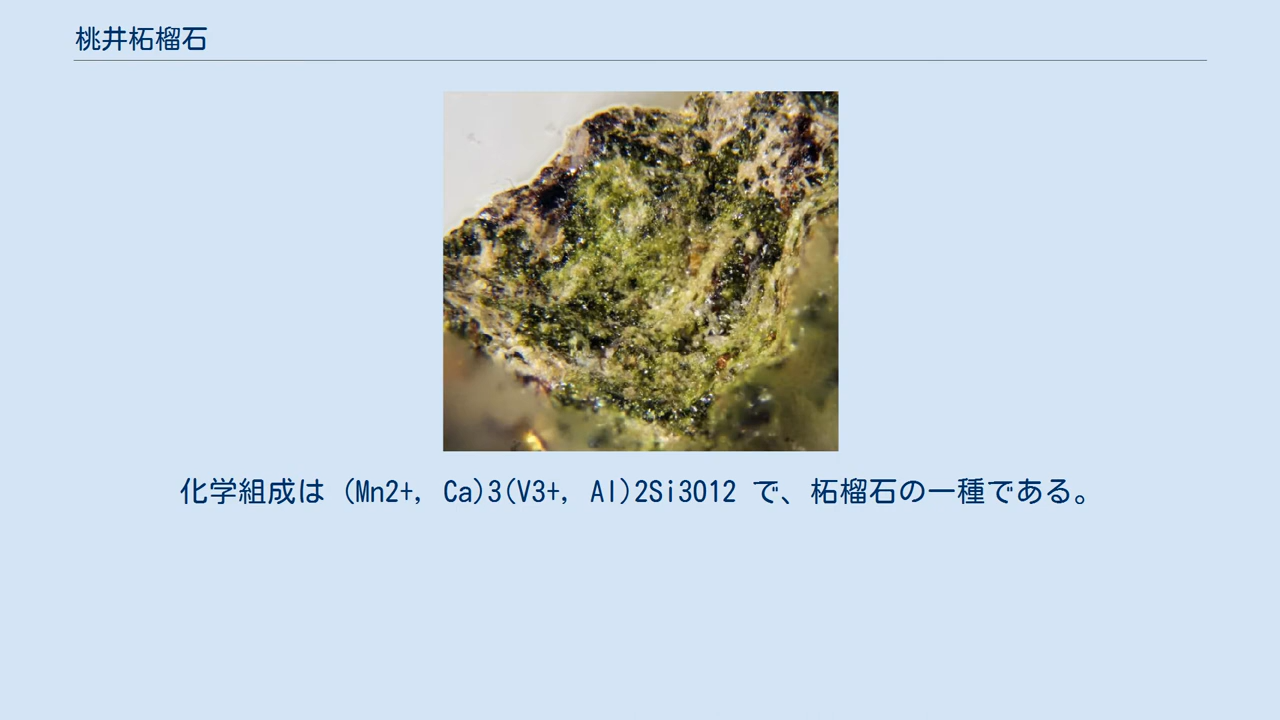 桃井柘榴石
化学組成は (Mn2+, Ca)3(V3+, Al)2Si3O12 で、柘榴石の一種である。